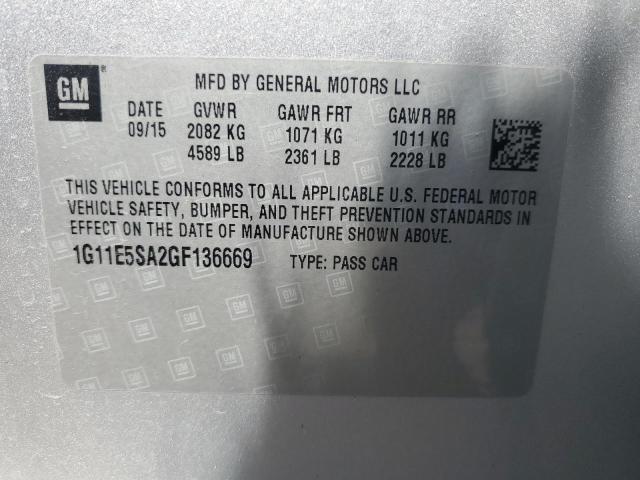 GM
MFD BY GENERAL MOTORS LLC
DATE GVWR GAWR FRT GAWR RR
09/15 2082 KG 1071 KG 1011 KG
4589 LB 2361 LB 2228 LB
THIS VEHICLE CONFORMS TO ALL APPLICABLE U.S. FEDERAL MOTOR
VEHICLE SAFETY, BUMPER, AND THEFT PREVENTION STANDARDS IN
EFFECT ON THE DATE OF MANUFACTURE SHOWN ABOVE.
1G11E5SA2GF136669 TYPE: PASS CAR